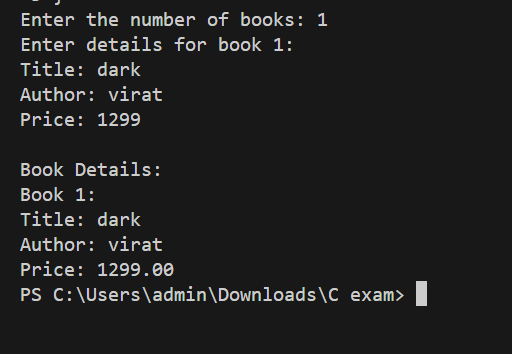 Enter the number of books: 1
Enter details for book 1:
Title: dark
Author: virat
Price: 1299

Book Details:
Book 1:
Title: dark
Author: virat
Price: 1299.00
PS C:\Users\admin\Downloads\C exam>